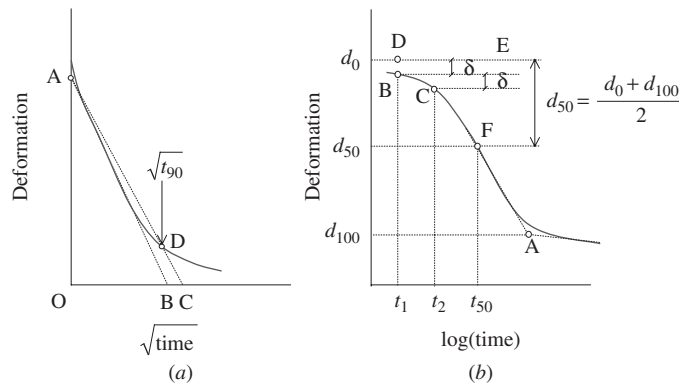 A
Deformation
√t90
D
O
B C
√time
(a)
d0
D
E
δ
B
C
δ
d50 = (d0 + d100) / 2
F
Deformation
d50
d100
A
t1
t2
t50
log(time)
(b)